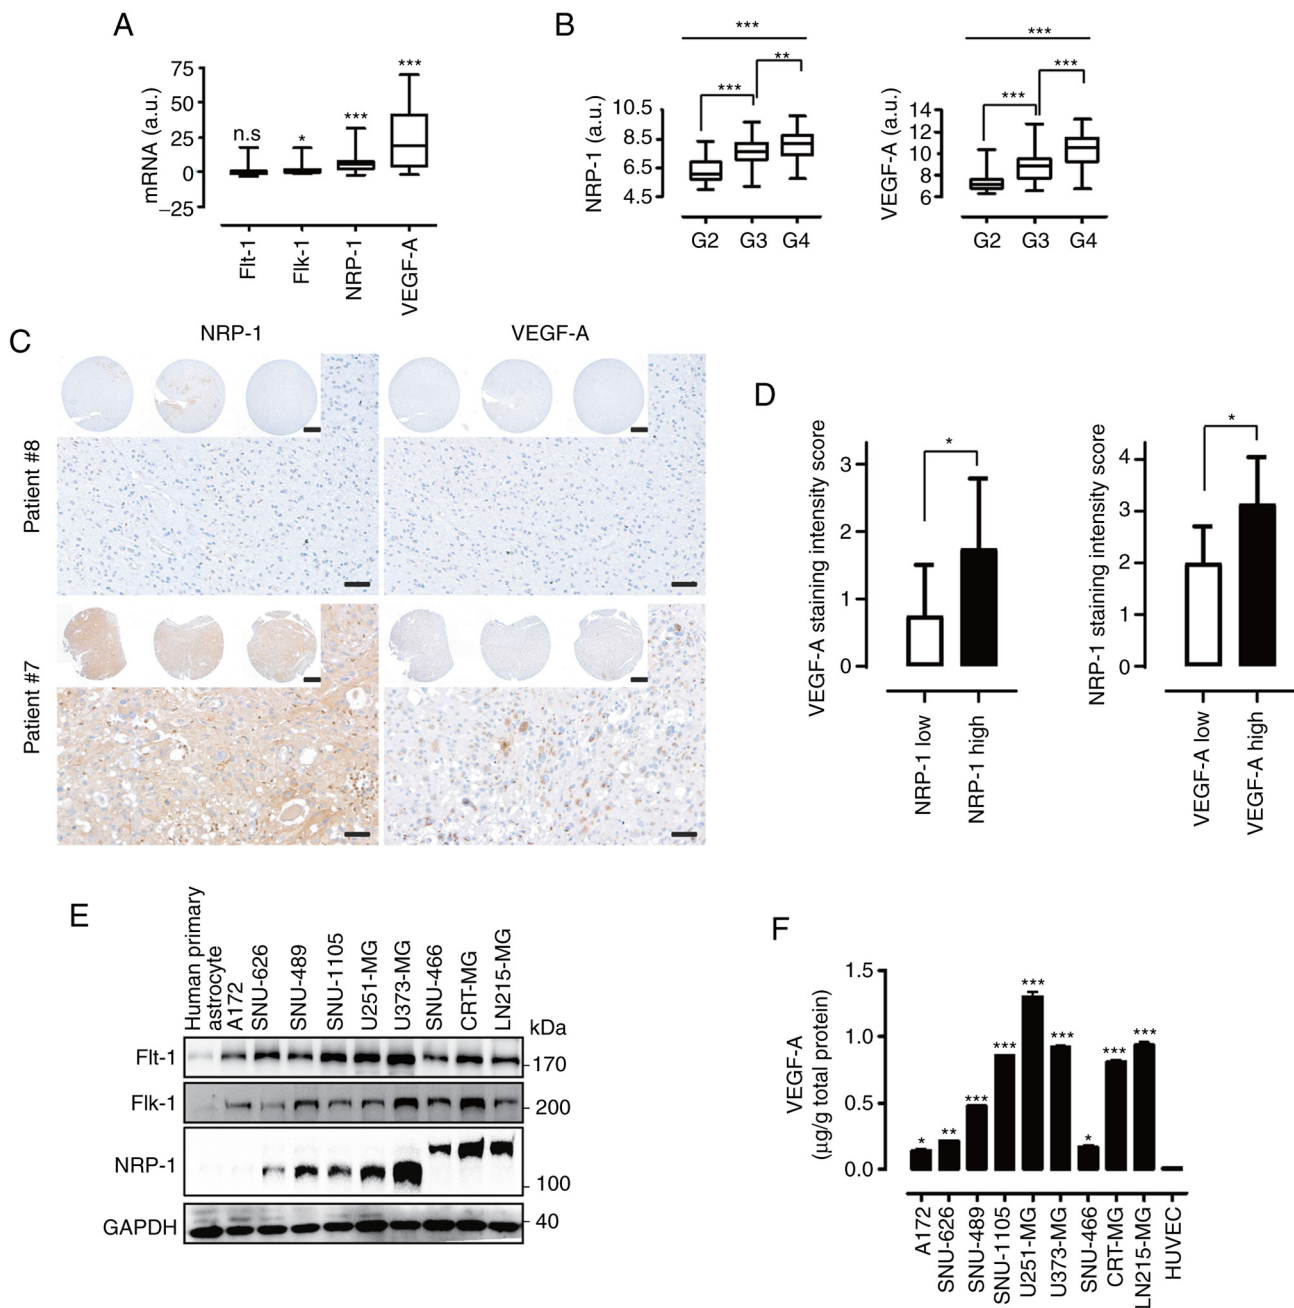 A
mRNA (a.u.)
75
50
25
0
−25
n.s
*
***
***
Flt-1
Flk-1
NRP-1
VEGF-A
B
NRP-1 (a.u.)
10.5
8.5
6.5
4.5
***
***
**
G2 G3 G4
VEGF-A (a.u.)
14
12
10
8
6
***
***
***
G2 G3 G4
C
NRP-1 VEGF-A
Patient #8
Patient #7
D
VEGF-A staining intensity score
3
2
1
0
*
NRP-1 low
NRP-1 high
NRP-1 staining intensity score
4
3
2
1
0
*
VEGF-A low
VEGF-A high
E
Human primary
astrocyte
A172
SNU-626
SNU-489
SNU-1105
U251-MG
U373-MG
SNU-466
CRT-MG
LN215-MG
kDa
Flt-1
170
Flk-1
200
NRP-1
100
GAPDH
40
F
VEGF-A
(µg/g total protein)
1.5
1.0
0.5
0.0
*
**
***
***
***
***
*
***
***
A172
SNU-626
SNU-489
SNU-1105
U251-MG
U373-MG
SNU-466
CRT-MG
LN215-MG
HUVEC